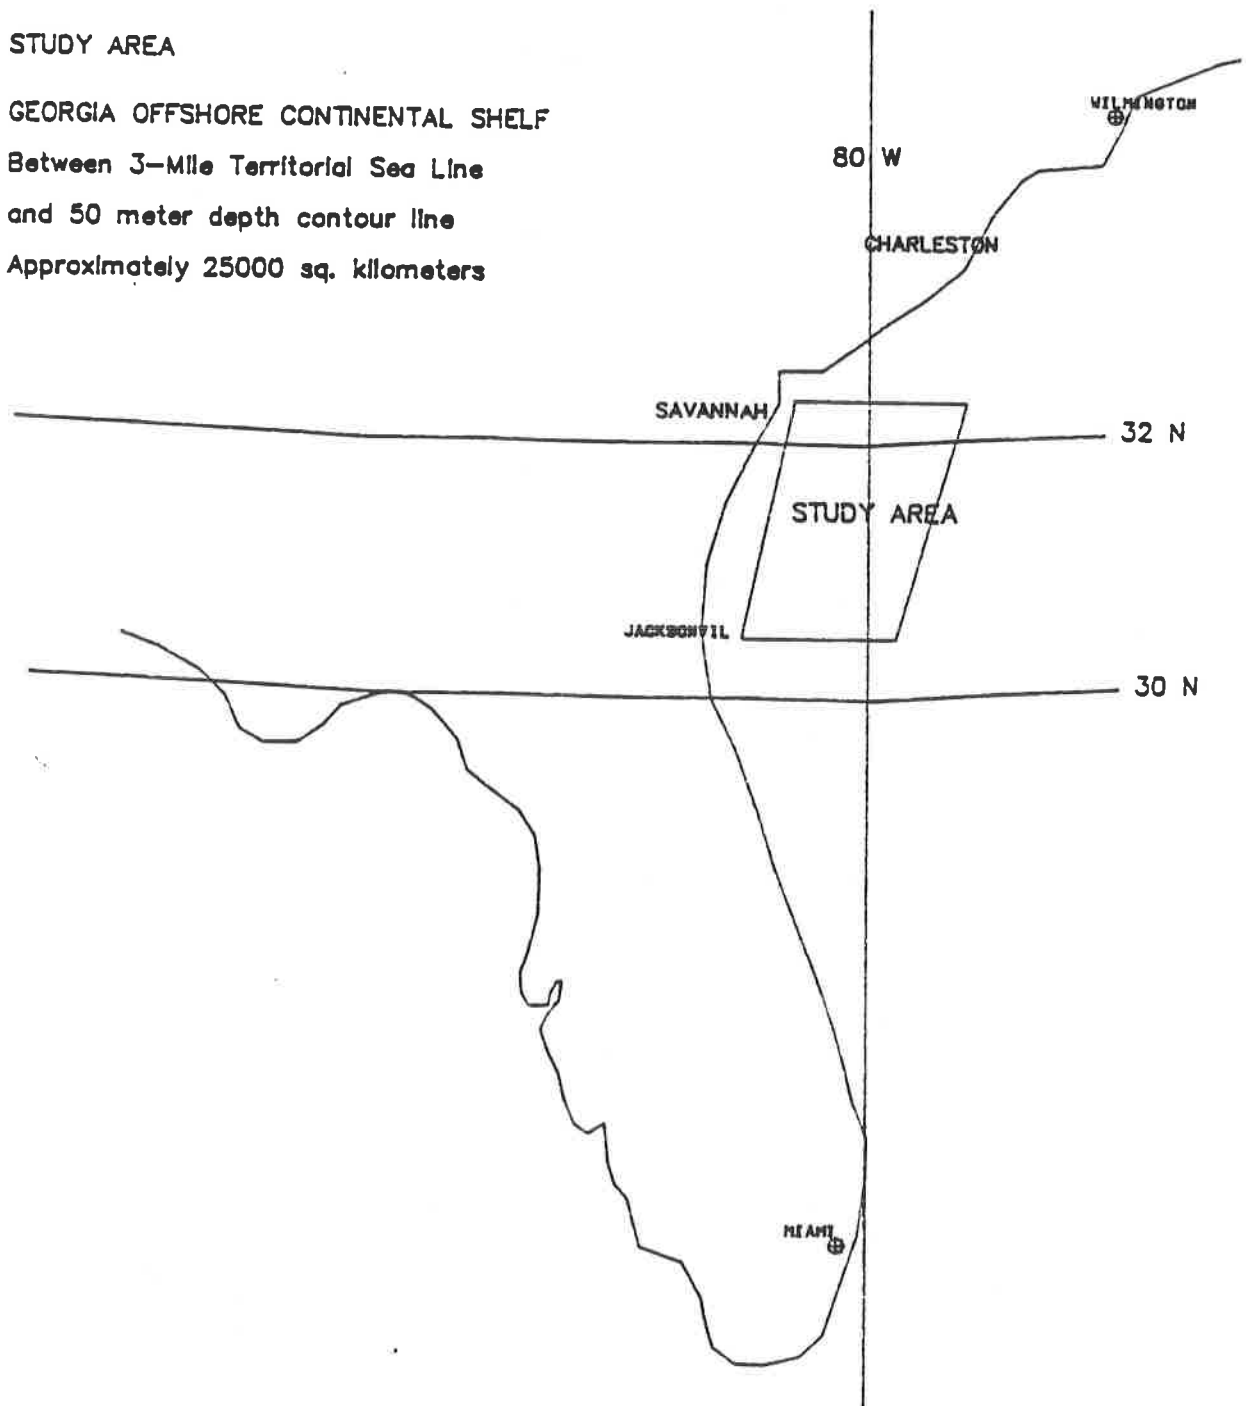 STUDY AREA
GEORGIA OFFSHORE CONTINENTAL SHELF
Between 3-Mile Territorial Sea Line
and 50 meter depth contour line
Approximately 25000 sq. kilometers
WILMINGTON
80 W
CHARLESTON
SAVANNAH
32 N
STUDY AREA
JACKSONVIL
30 N
MIAMI